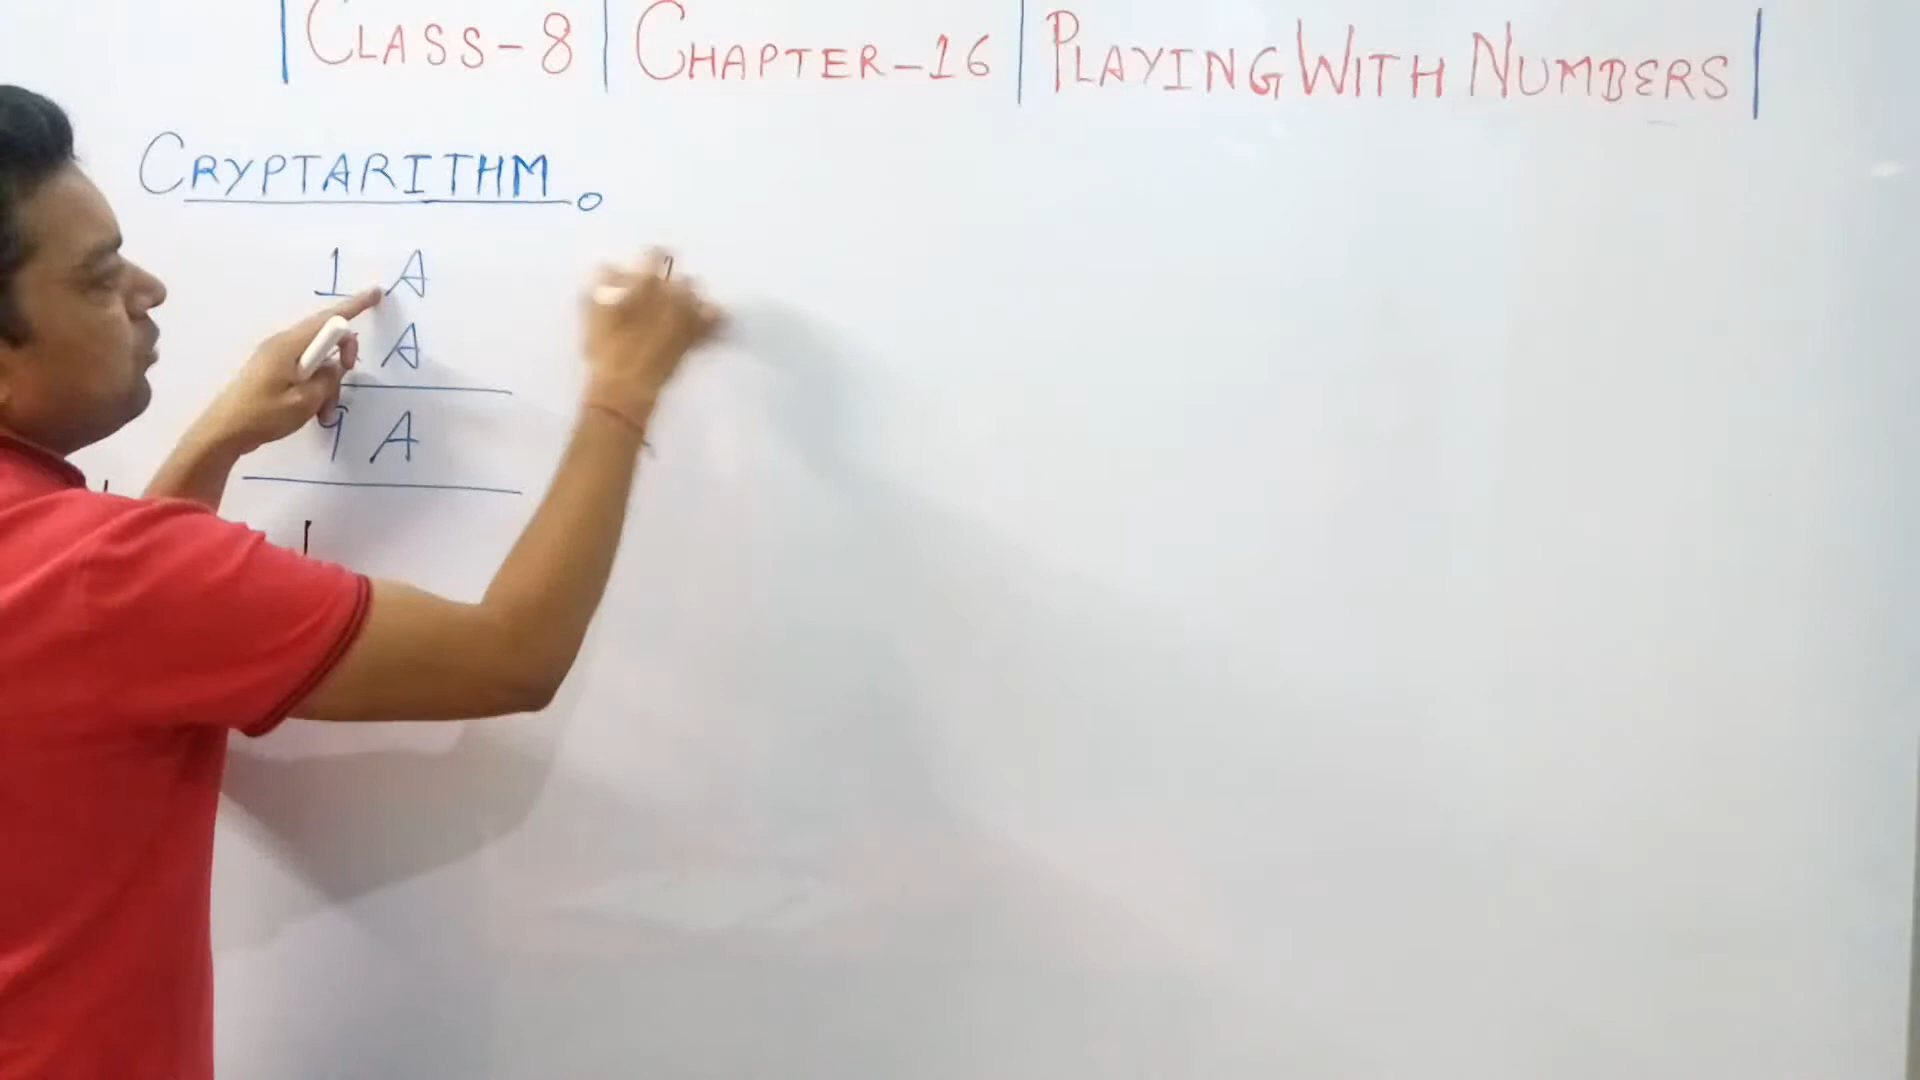 | CLASS-8 | CHAPTER-16 | PLAYING WITH NUMBERS |
CRYPTARITHM
1 A
A
9 A